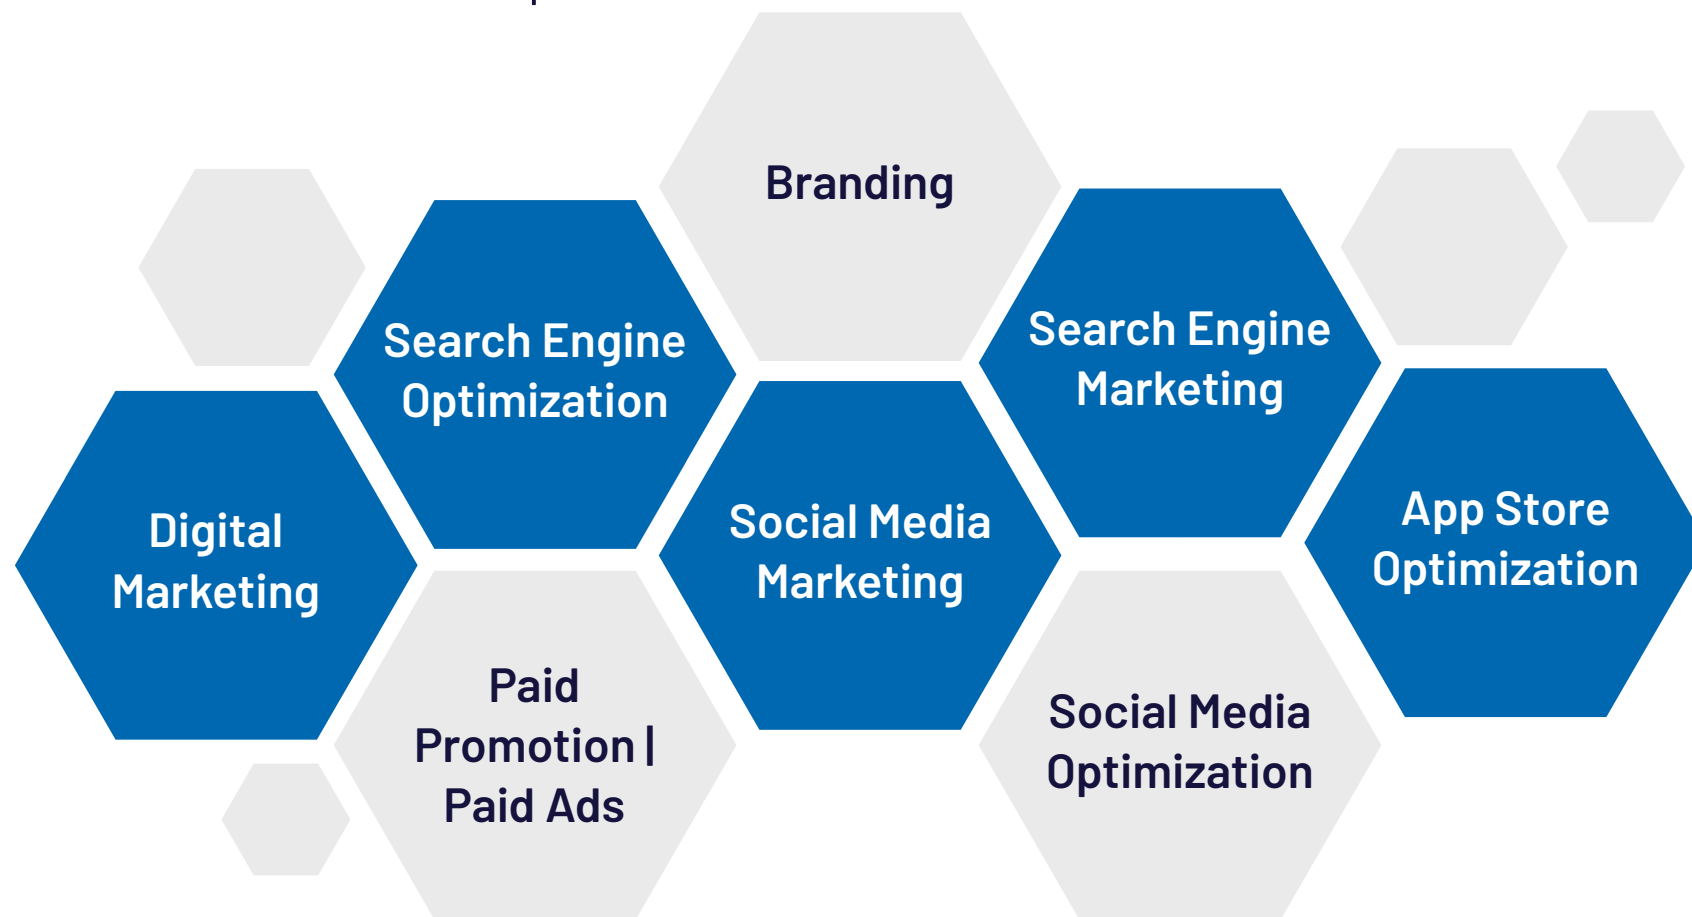 Branding
Search Engine
Optimization
Search Engine
Marketing
Digital
Marketing
Social Media
Marketing
App Store
Optimization
Paid
Promotion |
Paid Ads
Social Media
Optimization